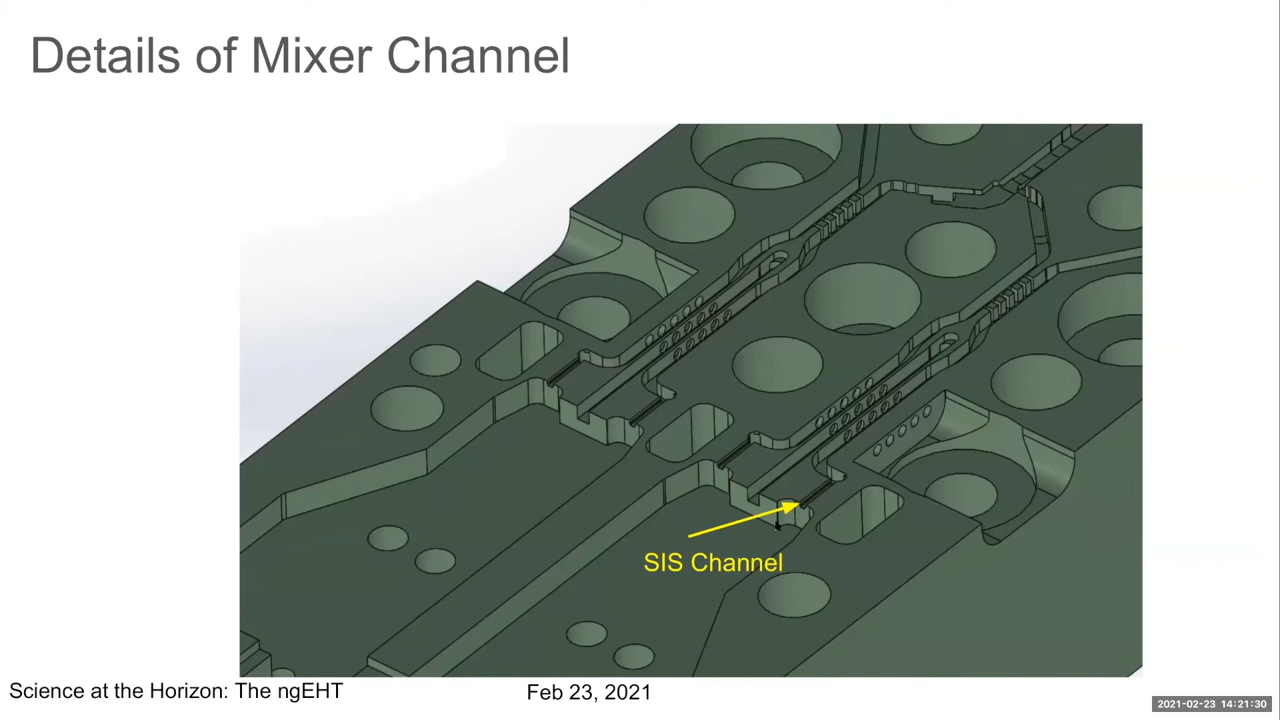 Details of Mixer Channel
SIS Channel
Science at the Horizon: The ngEHT
Feb 23, 2021
2021-02-23 14:21:30